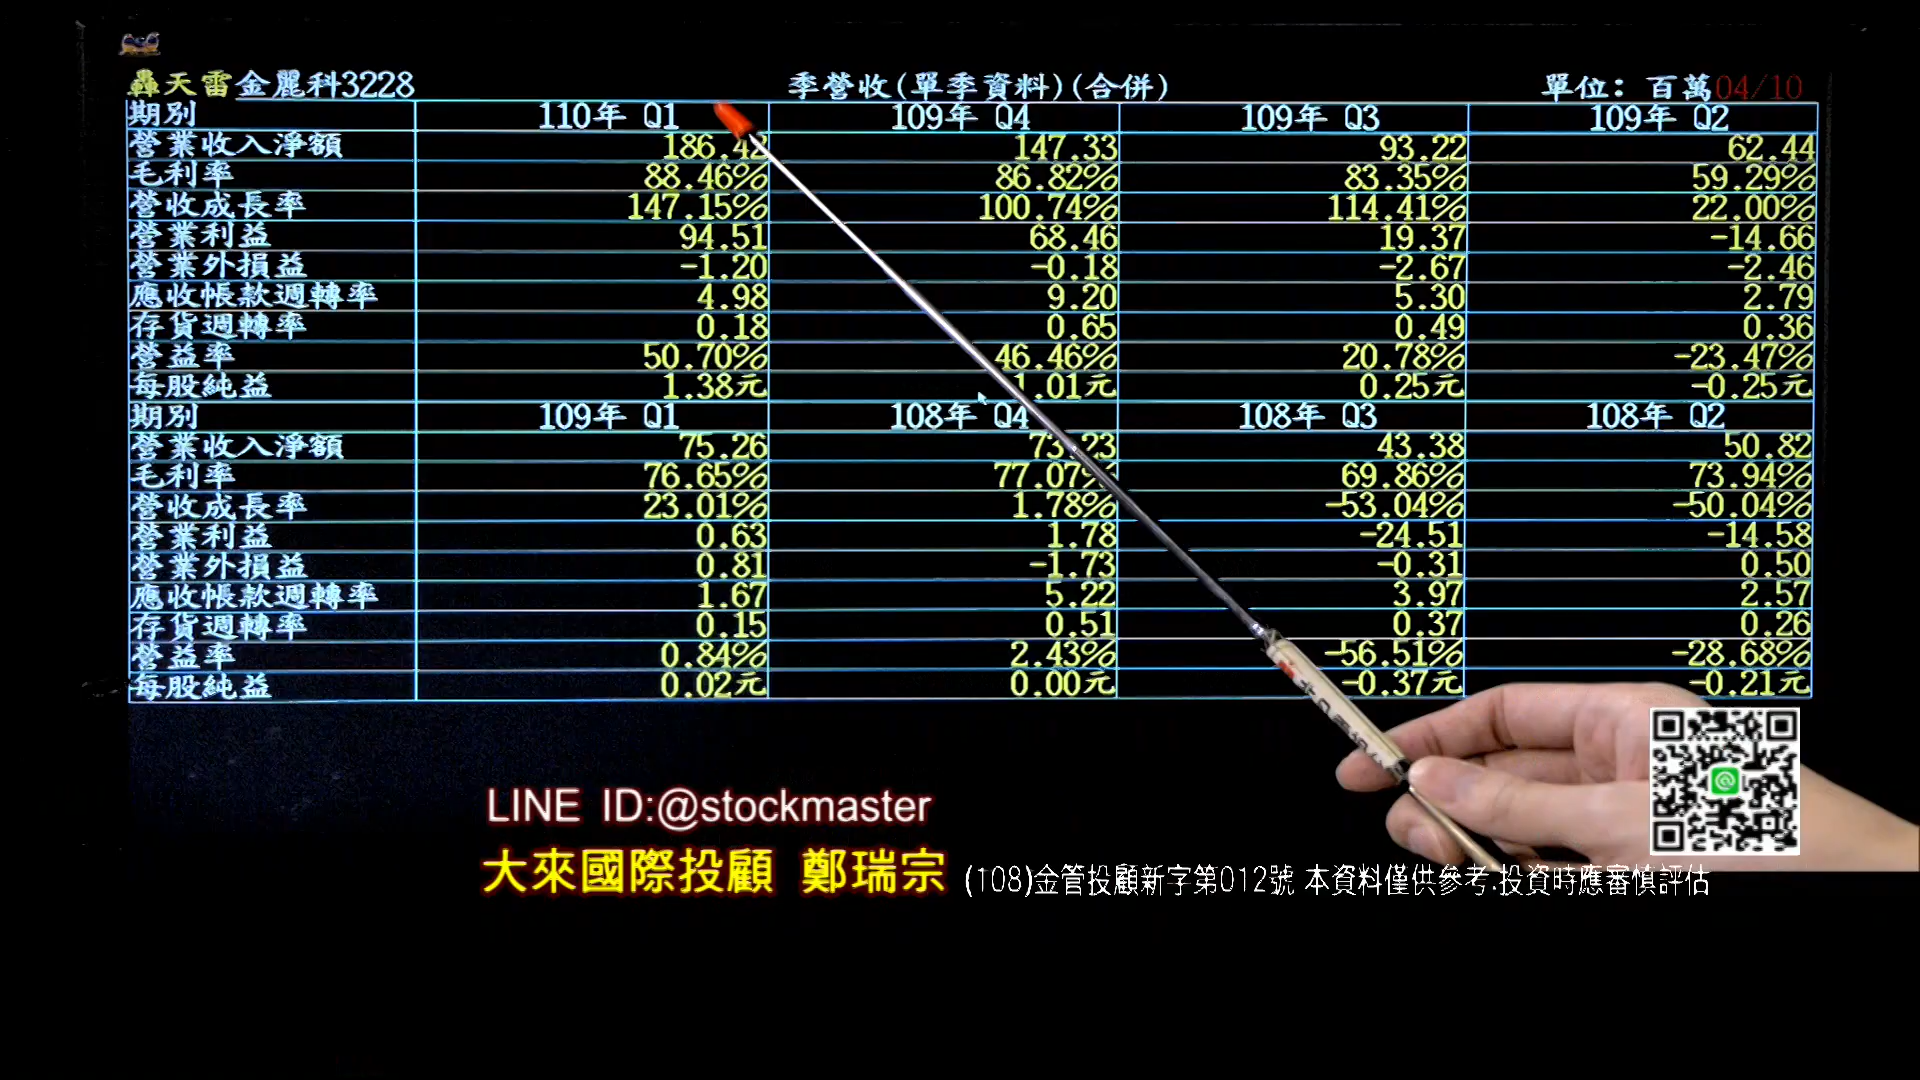 轟天雷金麗科3228 季營收(單季資料)(合併) 單位: 百萬04/10
期別 110年 Q1 109年 Q4 109年 Q3 109年 Q2
營業收入淨額 186.42 147.33 93.22 62.44
毛利率 88.46% 86.82% 83.35% 59.29%
營收成長率 147.15% 100.74% 114.41% 22.00%
營業利益 94.51 68.46 19.37 -14.66
營業外損益 -1.20 -0.18 -2.67 -2.46
應收帳款週轉率 4.98 9.20 5.30 2.79
存貨週轉率 0.18 0.65 0.49 0.36
營益率 50.70% 46.46% 20.78% -23.47%
每股純益 1.38元 1.01元 0.25元 -0.25元
期別 109年 Q1 108年 Q4 108年 Q3 108年 Q2
營業收入淨額 75.26 73.23 43.38 50.82
毛利率 76.65% 77.07% 69.86% 73.94%
營收成長率 23.01% 1.78% -53.04% -50.04%
營業利益 0.63 1.78 -24.51 -14.58
營業外損益 0.81 -1.73 -0.31 0.50
應收帳款週轉率 1.67 5.22 3.97 2.57
存貨週轉率 0.15 0.51 0.37 0.26
營益率 0.84% 2.43% -56.51% -28.68%
每股純益 0.02元 0.00元 -0.37元 -0.21元
LINE ID:@stockmaster
大來國際投顧 鄭瑞宗 (108)金管投顧新字第012號 本資料僅供參考.投資時應審慎評估